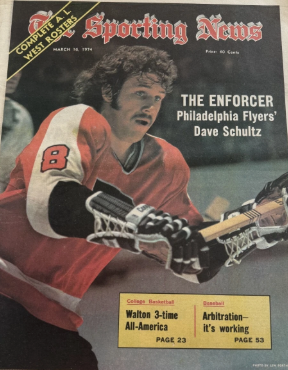 COMPLETE A L
WEST ROSTERS
The Sporting News
MARCH 16, 1974
Price: 50 Cents
THE ENFORCER
Philadelphia Flyers'
Dave Schultz
8
College Basketball
Walton 3-time
All-America
PAGE 23
Baseball
Arbitration—
it's working
PAGE 53